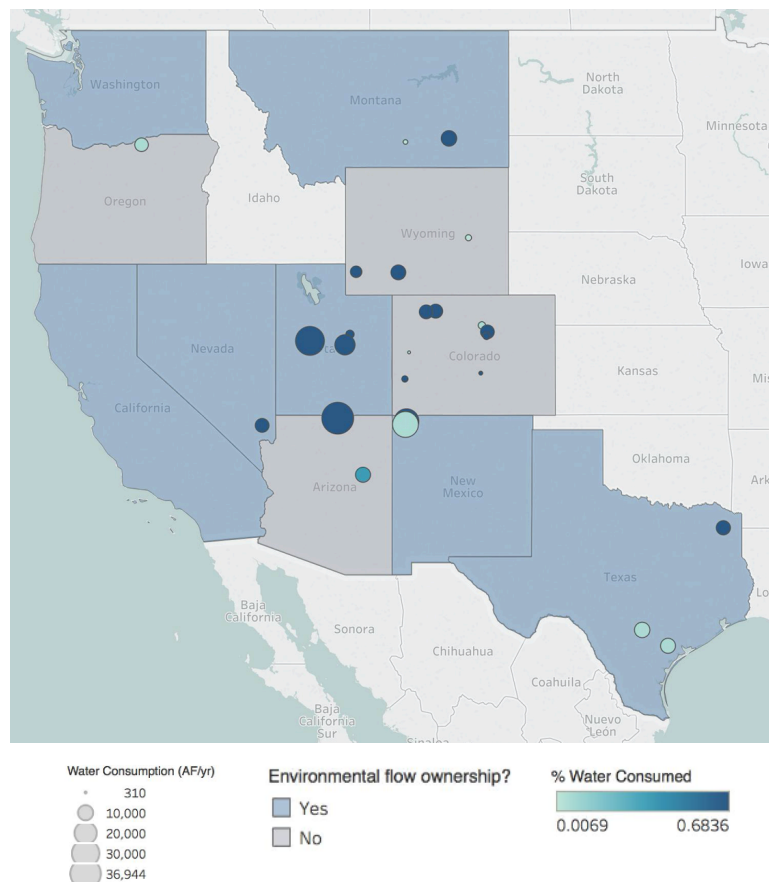 Washington
Montana
North
Dakota
Minnesota
South
Dakota
Oregon
Idaho
Wyoming
Nebraska
Iowa
Nevada
Colorado
Kansas
California
Oklahoma
Arizona
New
Mexico
Texas
Baja
California
Sonora
Chihuahua
Coahuila
Baja
California
Sur
Nuevo
León
Water Consumption (AF/yr)
310
10,000
20,000
30,000
36,944
Environmental flow ownership?
Yes
No
% Water Consumed
0.0069 0.6836